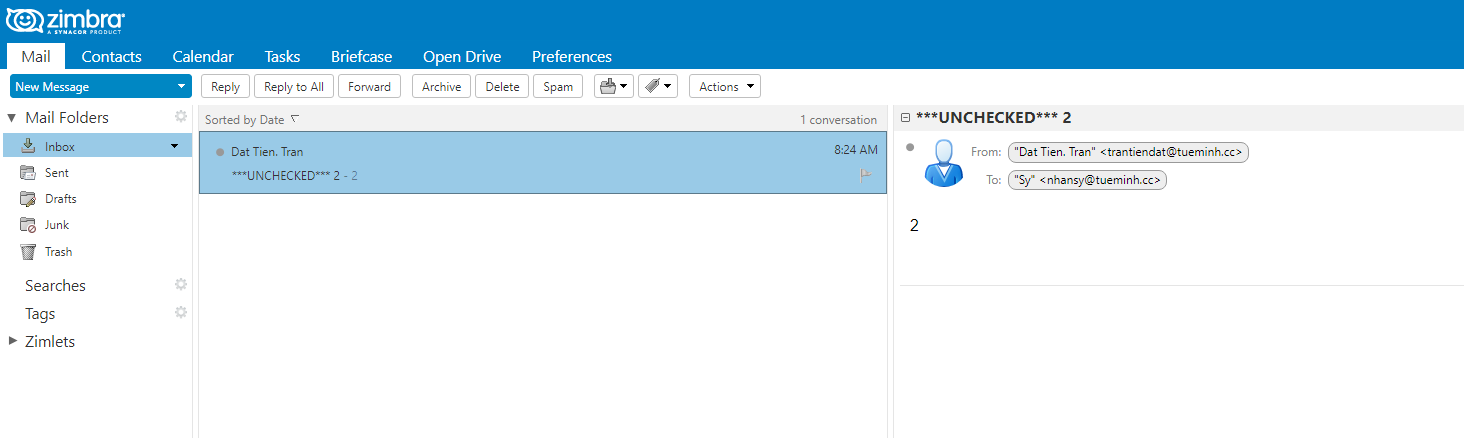 zimbra®
A SYNACOR PRODUCT
Mail Contacts Calendar Tasks Briefcase Open Drive Preferences
New Message Reply Reply to All Forward Archive Delete Spam Actions
Mail Folders
Inbox
Sent
Drafts
Junk
Trash
Searches
Tags
Zimlets
Sorted by Date 1 conversation
Dat Tien. Tran 8:24 AM
***UNCHECKED*** 2 - 2
***UNCHECKED*** 2
From: "Dat Tien. Tran" <trantiendat@tueminh.cc>
To: "Sy" <nhansy@tueminh.cc>
2